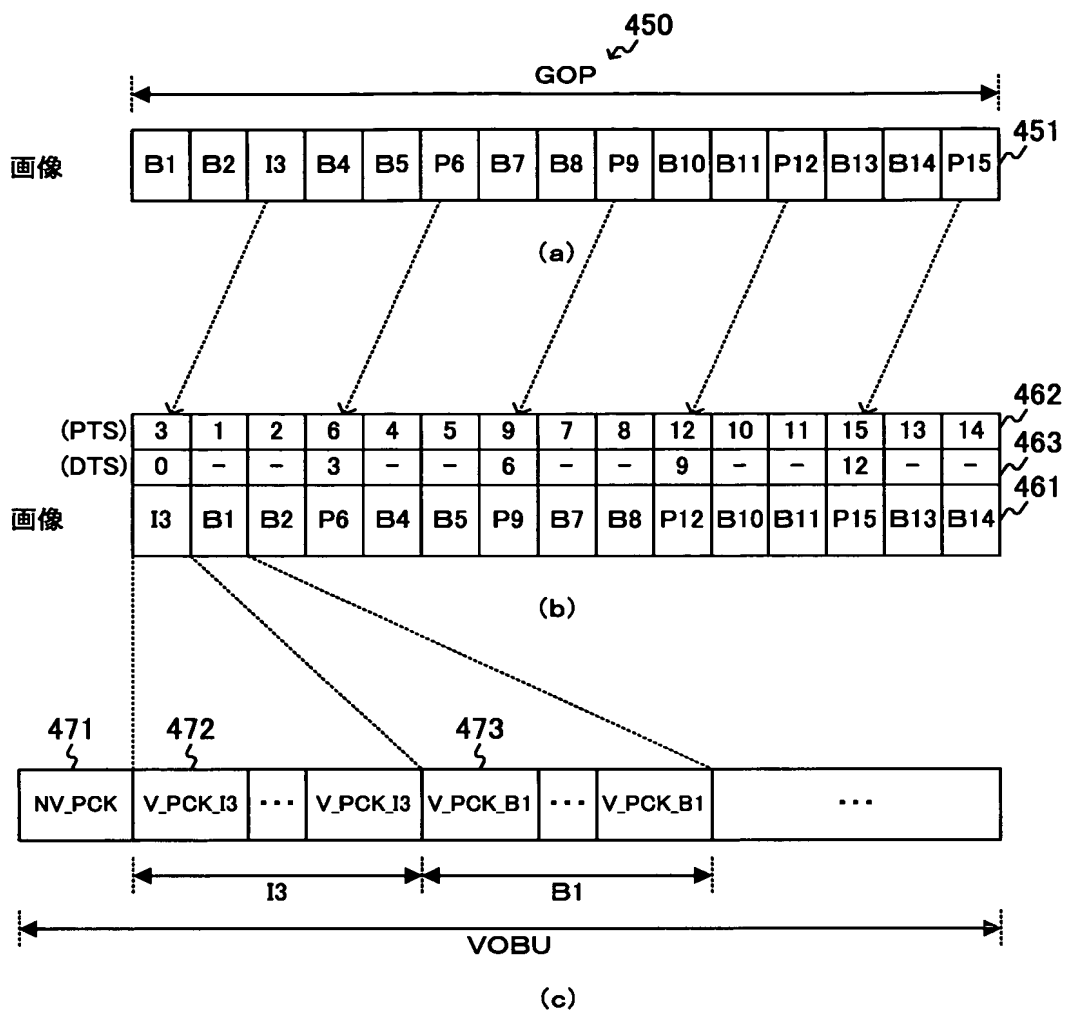 450
GOP
451
画像 B1 B2 I3 B4 B5 P6 B7 B8 P9 B10 B11 P12 B13 B14 P15
(a)
462
(PTS) 3 1 2 6 4 5 9 7 8 12 10 11 15 13 14
463
(DTS) 0 - - 3 - - 6 - - 9 - - 12 - -
461
画像 I3 B1 B2 P6 B4 B5 P9 B7 B8 P12 B10 B11 P15 B13 B14
(b)
471 472 473
NV_PCK V_PCK_I3 ・・・ V_PCK_I3 V_PCK_B1 ・・・ V_PCK_B1 ・・・
I3 B1
VOBU
(c)